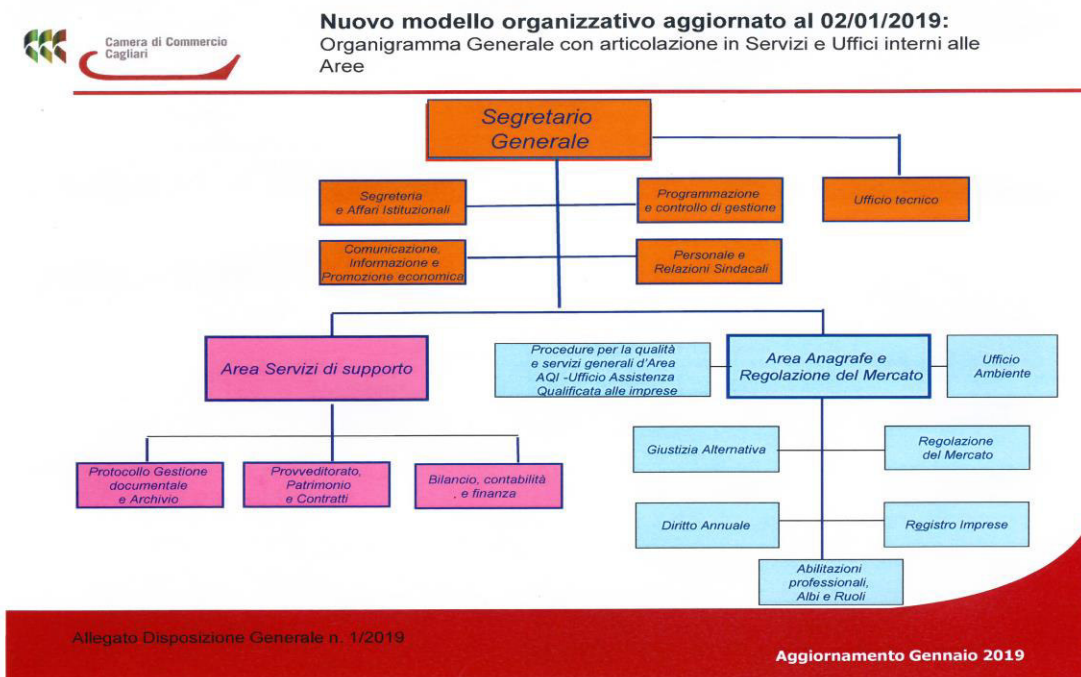 Camera di Commercio
Cagliari
Nuovo modello organizzativo aggiornato al 02/01/2019:
Organigramma Generale con articolazione in Servizi e Uffici interni alle
Aree
Segretario
Generale
Segreteria
e Affari Istituzionali
Programmazione
e controllo di gestione
Ufficio tecnico
Comunicazione,
Informazione e
Promozione economica
Personale e
Relazioni Sindacali
Area Servizi di supporto
Procedure per la qualità
e servizi generali d'Area
AQI -Ufficio Assistenza
Qualificata alle imprese
Area Anagrafe e
Regolazione del Mercato
Ufficio
Ambiente
Protocollo Gestione
documentale
e Archivio
Provveditorato,
Patrimonio
e Contratti
Bilancio, contabilità
, e finanza
Giustizia Alternativa
Regolazione
del Mercato
Diritto Annuale
Registro Imprese
Abilitazioni
professionali,
Albi e Ruoli
Allegato Disposizione Generale n. 1/2019
Aggiornamento Gennaio 2019